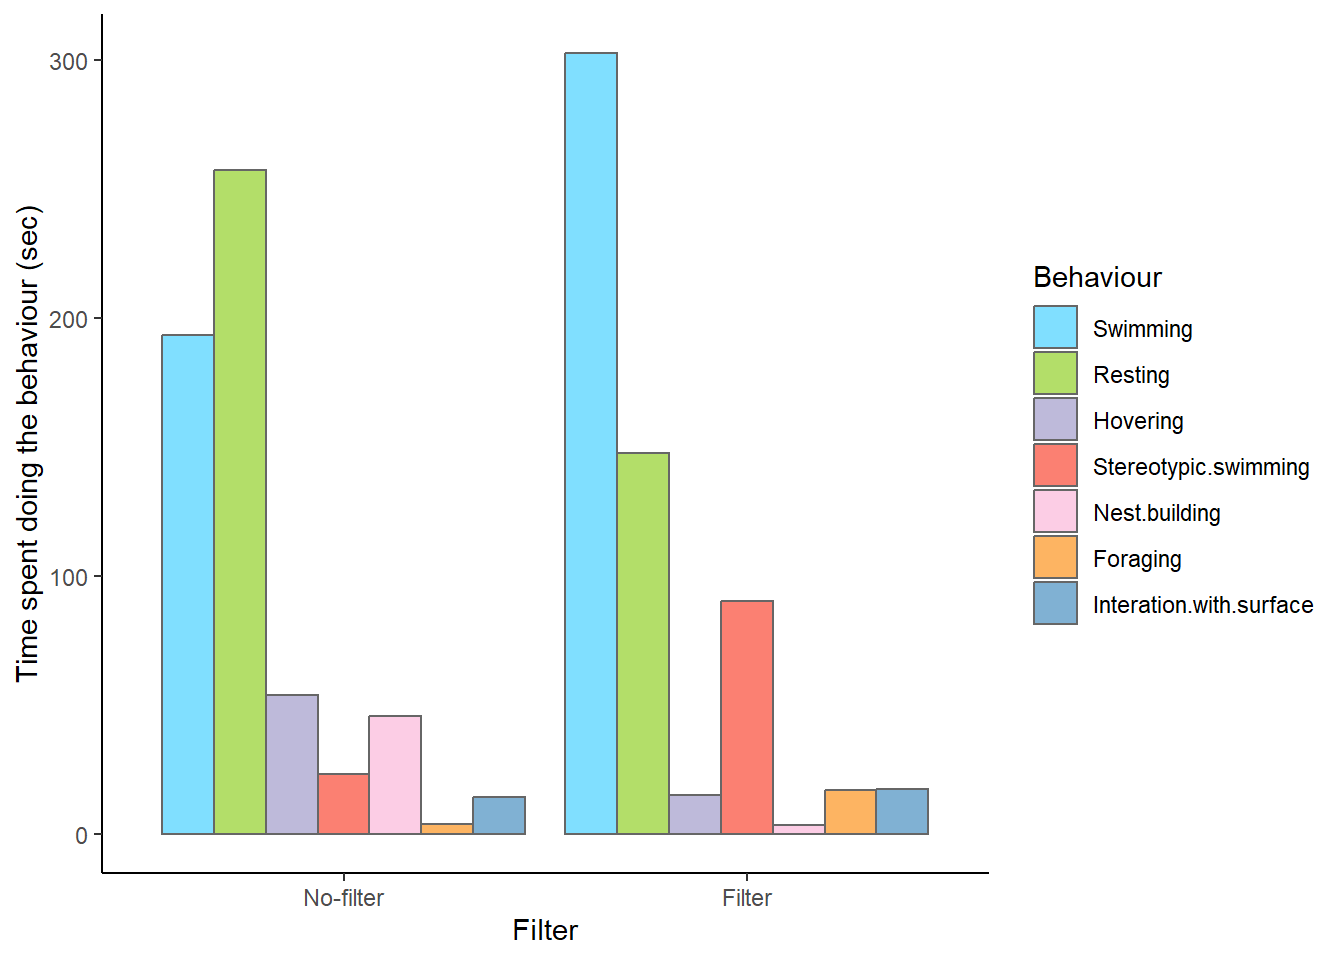 Time spent doing the behaviour (sec)
300
200
100
0
No-filter
Filter
Filter
Behaviour
Swimming
Resting
Hovering
Stereotypic.swimming
Nest.building
Foraging
Interation.with.surface